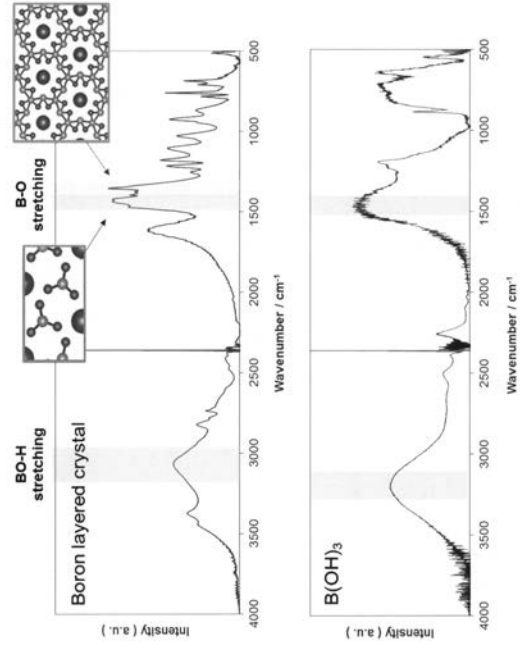 BO-H
stretching
B-O
stretching
Boron layered crystal
Intensity ( a.u. )
4000
3500
3000
2500
2000
1500
1000
500
Wavenumber / cm⁻¹
B(OH)₃
Intensity ( a.u. )
4000
3500
3000
2500
2000
1500
1000
500
Wavenumber / cm⁻¹